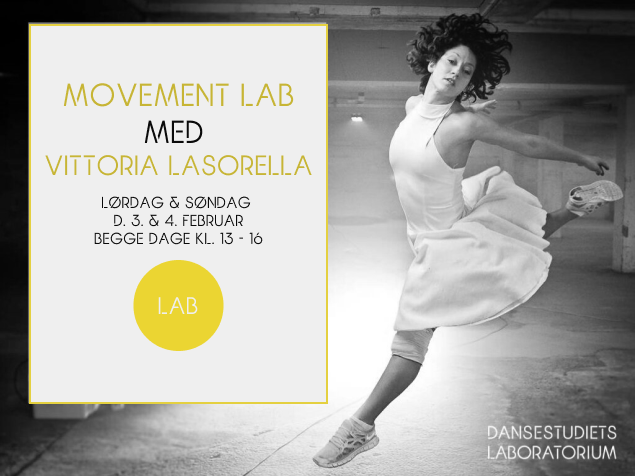 MOVEMENT LAB
MED
VITTORIA LASORELLA
LØRDAG & SØNDAG
D. 3. & 4. FEBRUAR
BEGGE DAGE KL. 13 - 16
LAB
DANSESTUDIETS
LABORATORIUM